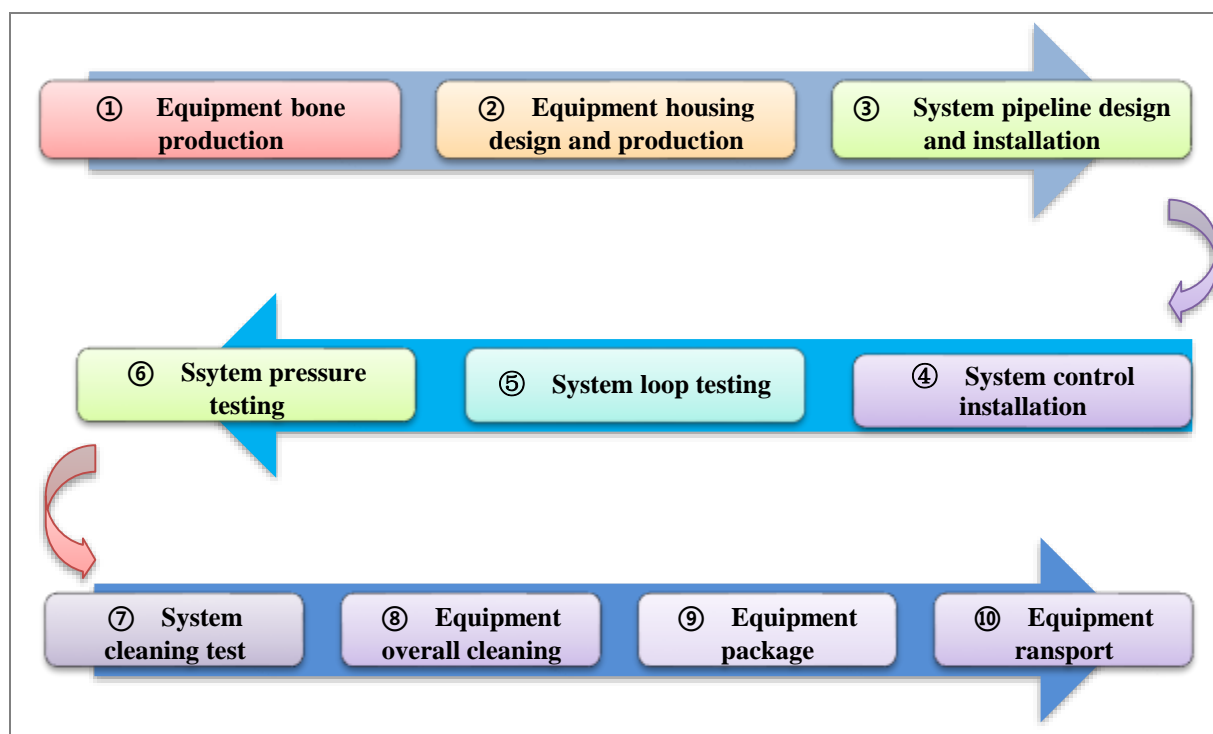 ① Equipment bone
production
② Equipment housing
design and production
③ System pipeline design
and installation
④ System control
installation
⑤ System loop testing
⑥ Ssytem pressure
testing
⑦ System
cleaning test
⑧ Equipment
overall cleaning
⑨ Equipment
package
⑩ Equipment
ransport